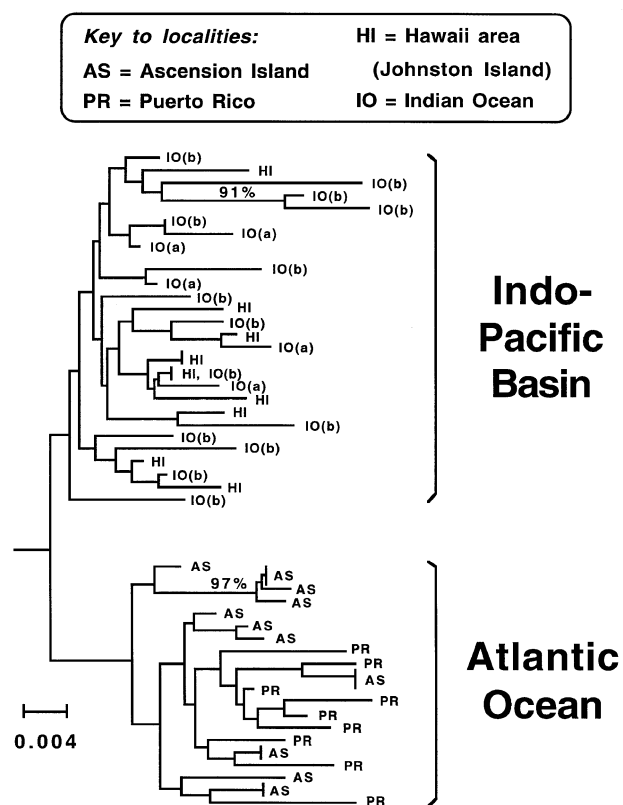 Key to localities:
HI = Hawaii area
AS = Ascension Island
(Johnston Island)
PR = Puerto Rico
IO = Indian Ocean
IO(b)
HI
IO(b)
91%
IO(b)
IO(b)
IO(b)
IO(a)
IO(a)
IO(b)
IO(a)
IO(b)
HI
IO(b)
HI
IO(a)
HI
HI, IO(b)
IO(a)
HI
HI
IO(b)
IO(b)
IO(b)
HI
IO(b)
HI
IO(b)
Indo-
Pacific
Basin
AS
97%
AS
AS
AS
AS
AS
AS
PR
PR
AS
PR
PR
PR
PR
PR
AS
PR
AS
AS
PR
Atlantic
Ocean
0.004